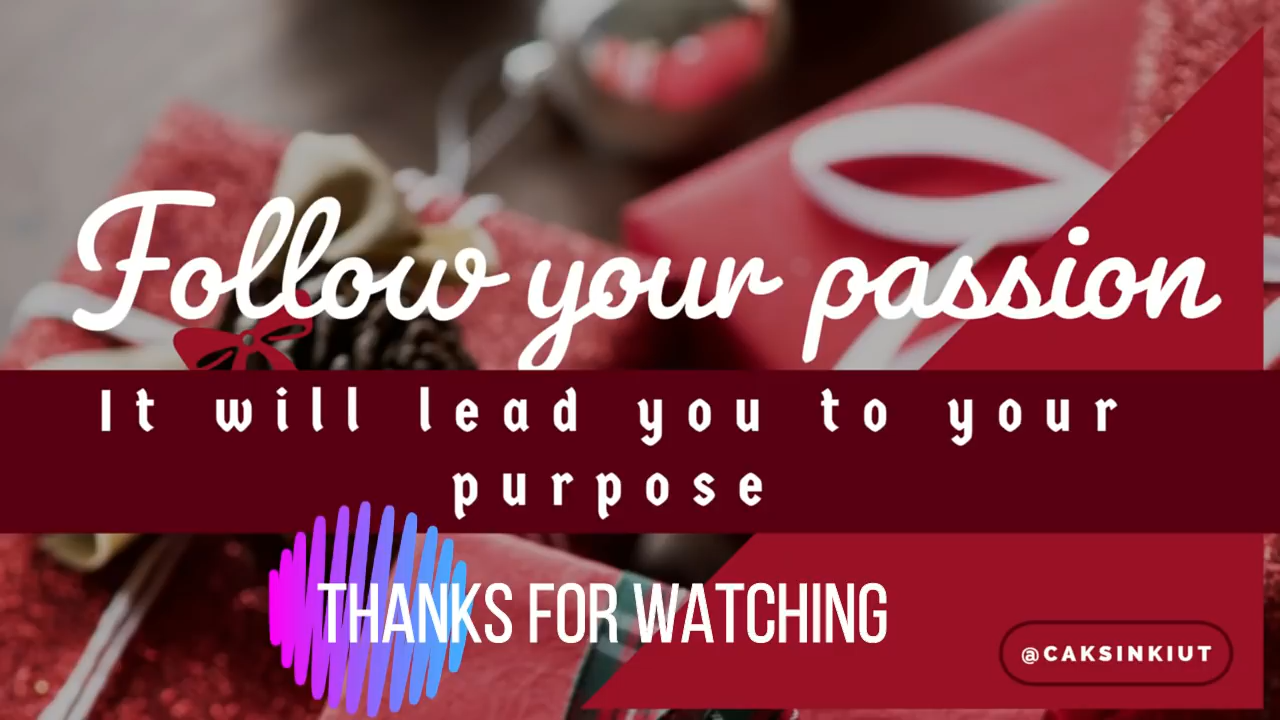 Follow your passion
It will lead you to your
purpose
THANKS FOR WATCHING
@CAKSINKIUT